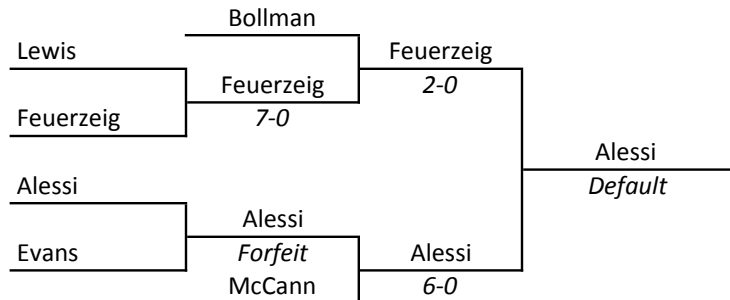 Bollman
Lewis
Feuerzeig
Feuerzeig
2-0
Feuerzeig
7-0
Alessi
Default
Alessi
Alessi
Evans
Forfeit
Alessi
McCann
6-0